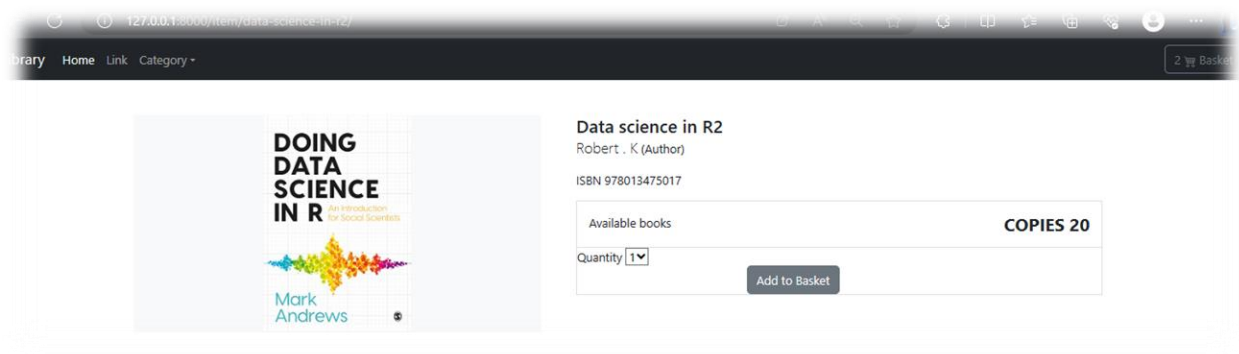 127.0.0.1:8000/item/data-science-in-r2/
brary Home Link Category
2 Basket
DOING
DATA
SCIENCE
IN R An Introduction
for Social Scientists
Mark
Andrews
Data science in R2
Robert . K (Author)
ISBN 978013475017
Available books COPIES 20
Quantity 1
Add to Basket